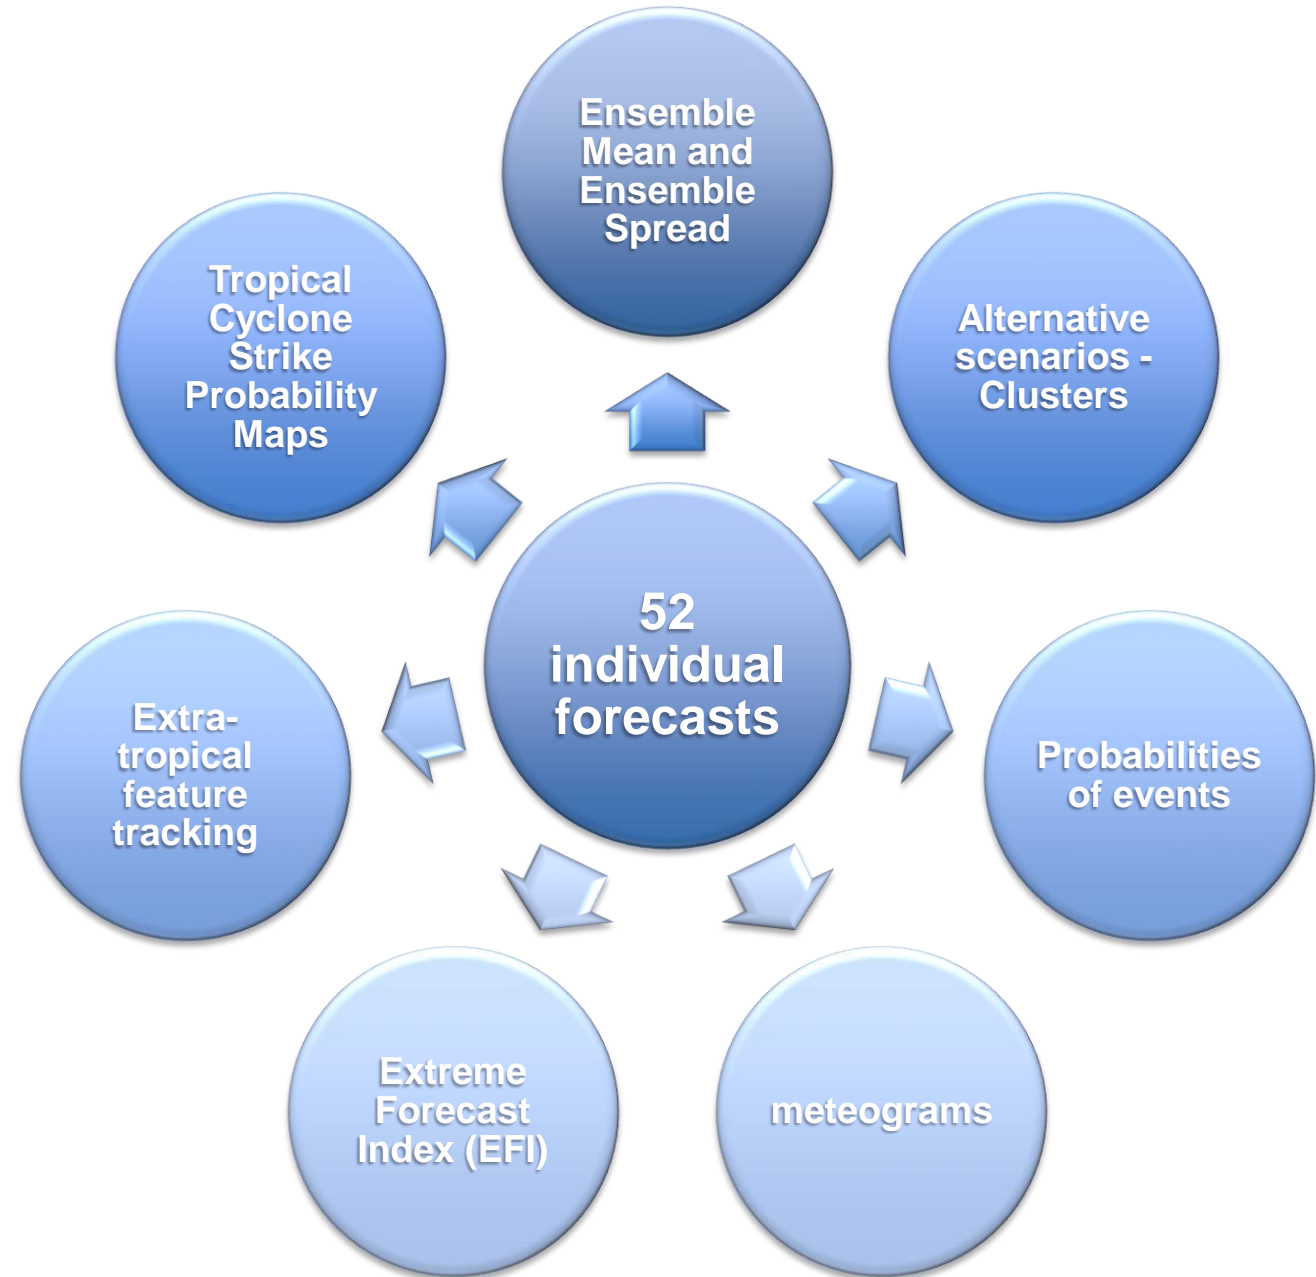 Ensemble
Mean and
Ensemble
Spread
Alternative
scenarios -
Clusters
Probabilities
of events
meteograms
Extreme
Forecast
Index (EFI)
Extra-
tropical
feature
tracking
Tropical
Cyclone
Strike
Probability
Maps
52
individual
forecasts